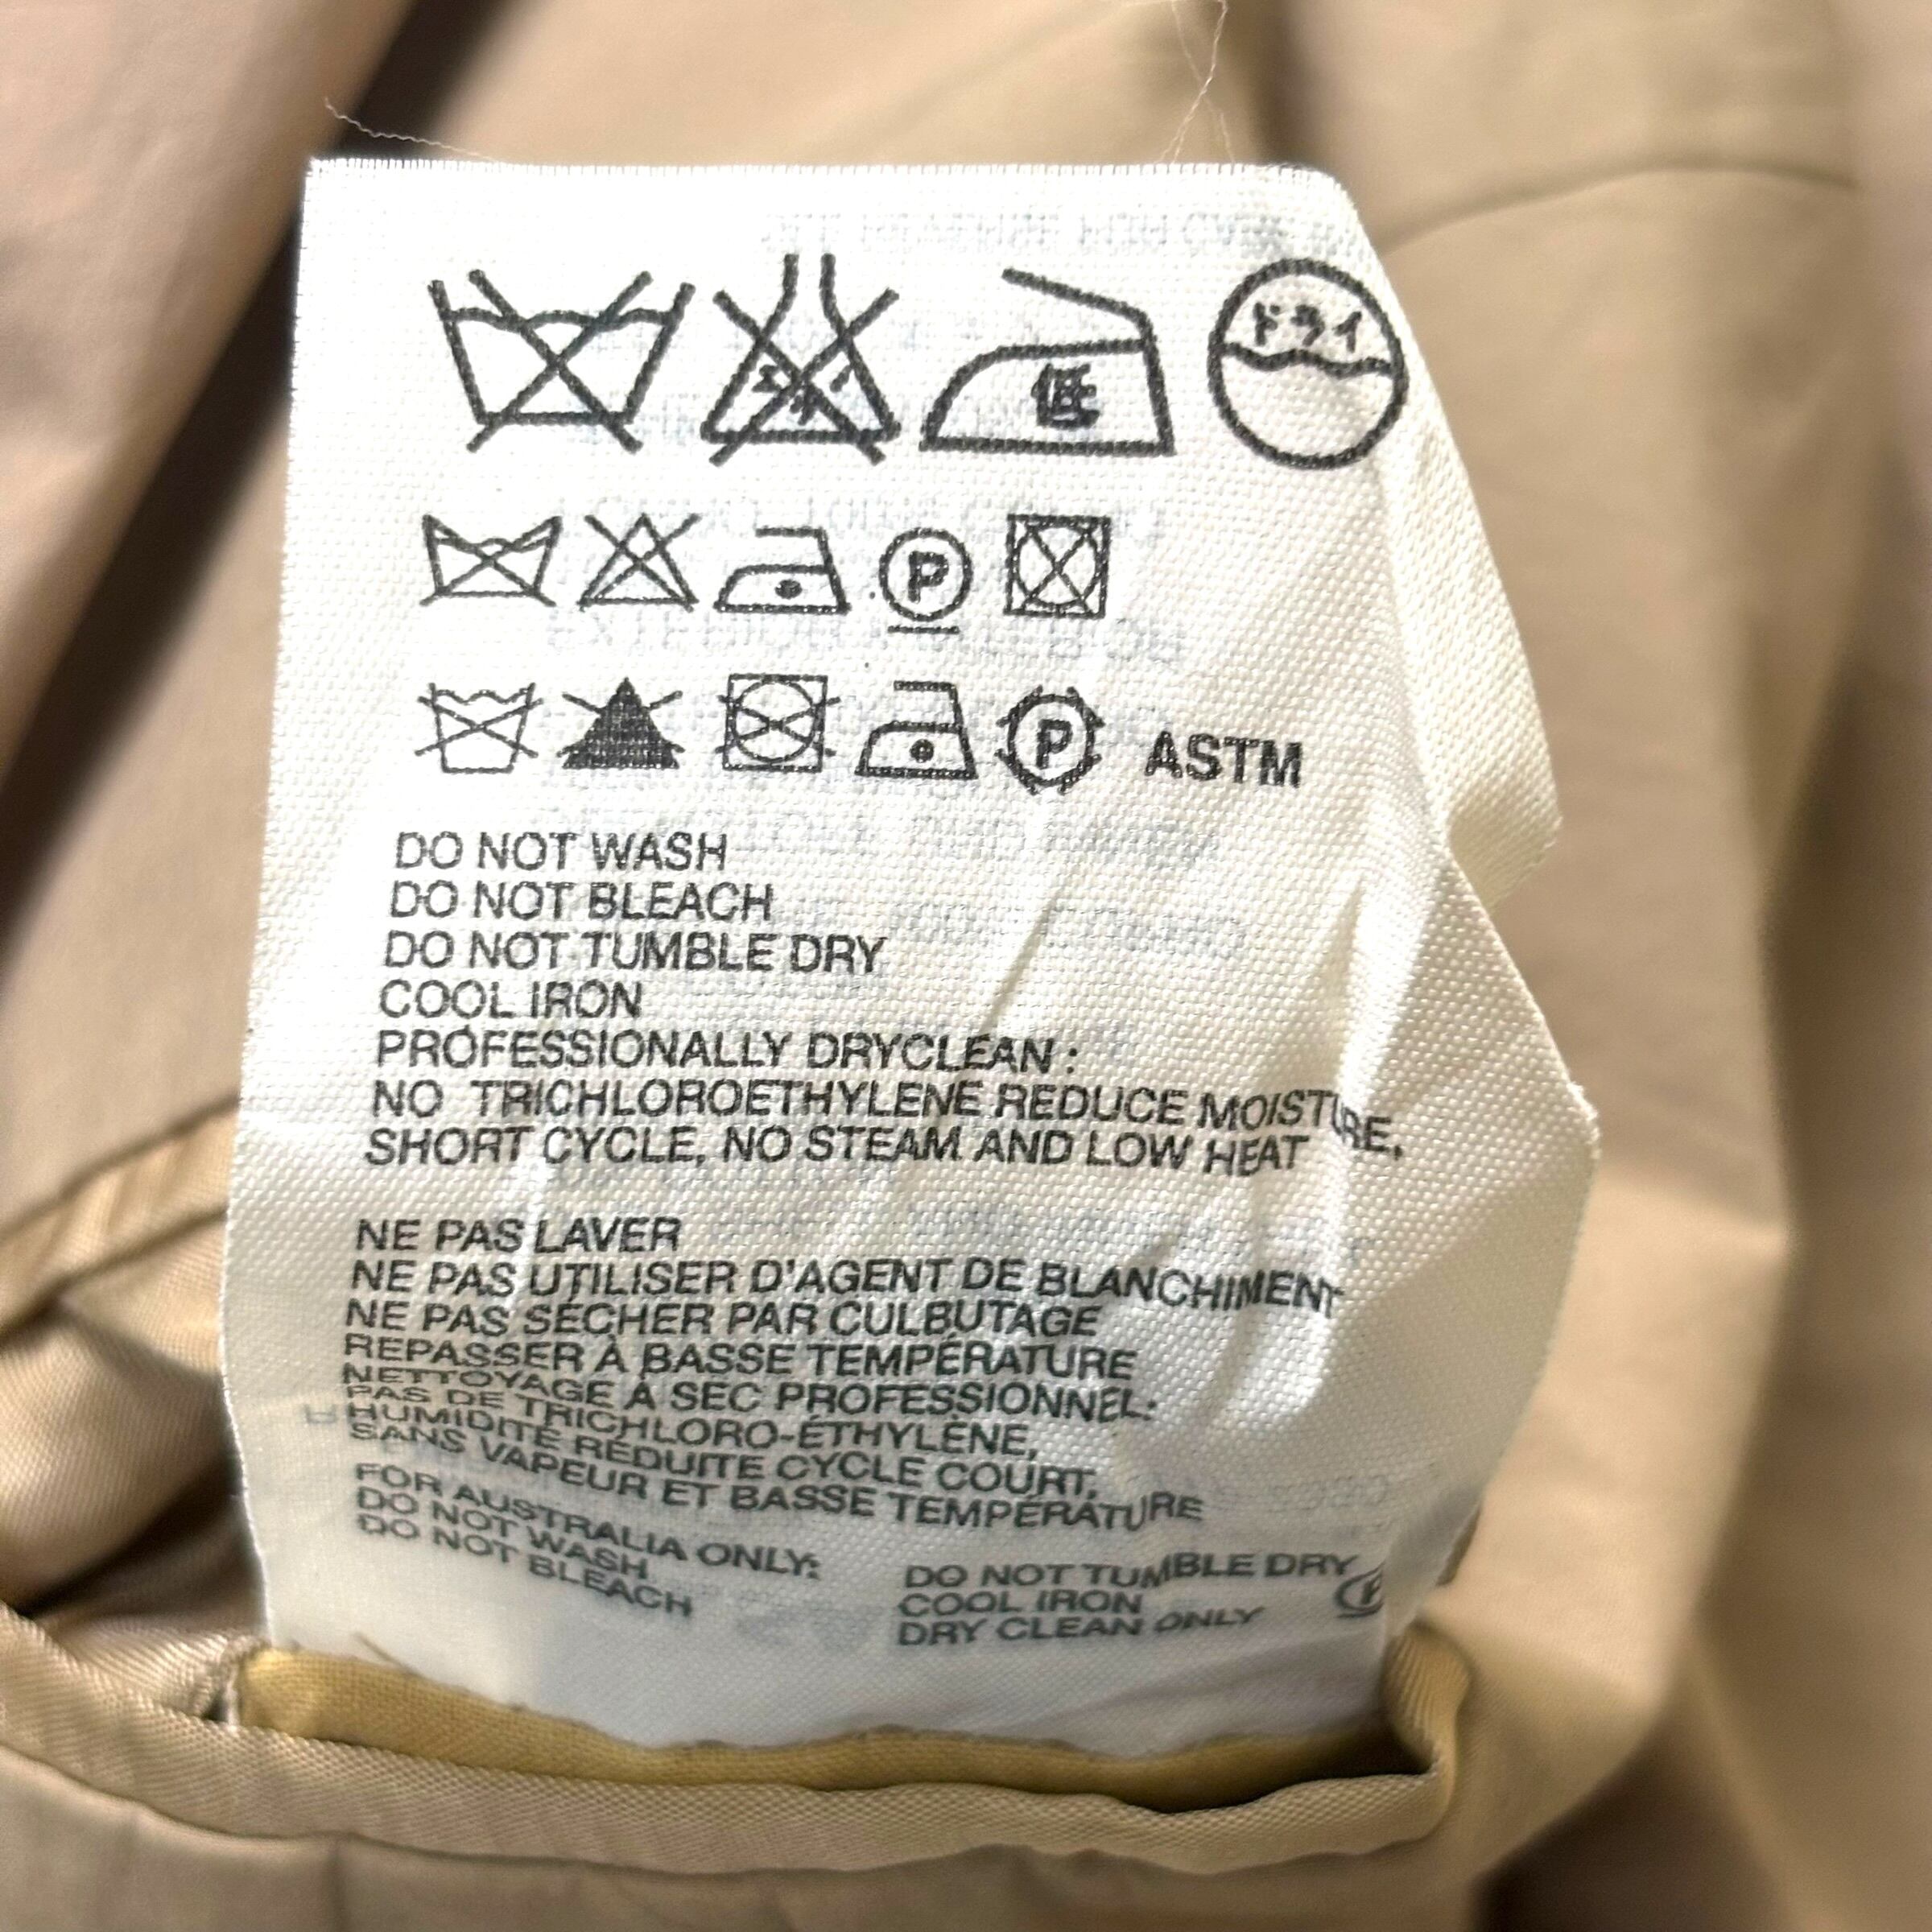 ドライ
エンソ
低
P
P ASTM
DO NOT WASH
DO NOT BLEACH
DO NOT TUMBLE DRY
COOL IRON
PROFESSIONALLY DRYCLEAN :
NO TRICHLOROETHYLENE REDUCE MOISTURE,
SHORT CYCLE, NO STEAM AND LOW HEAT
NE PAS LAVER
NE PAS UTILISER D'AGENT DE BLANCHIMENT
NE PAS SÉCHER PAR CULBUTAGE
REPASSER À BASSE TEMPÉRATURE
NETTOYAGE À SEC PROFESSIONNEL:
PAS DE TRICHLORO-ÉTHYLÈNE,
HUMIDITÉ RÉDUITE CYCLE COURT,
SANS VAPEUR ET BASSE TEMPÉRATURE
FOR AUSTRALIA ONLY:
DO NOT WASH
DO NOT BLEACH
DO NOT TUMBLE DRY
COOL IRON
DRY CLEAN ONLY
P